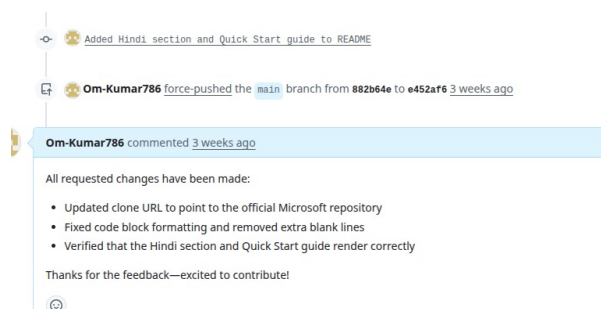 Added Hindi section and Quick Start guide to README
Om-Kumar786 force-pushed the main branch from 882b64e to e452af6 3 weeks ago
Om-Kumar786 commented 3 weeks ago
All requested changes have been made:
• Updated clone URL to point to the official Microsoft repository
• Fixed code block formatting and removed extra blank lines
• Verified that the Hindi section and Quick Start guide render correctly
Thanks for the feedback—excited to contribute!